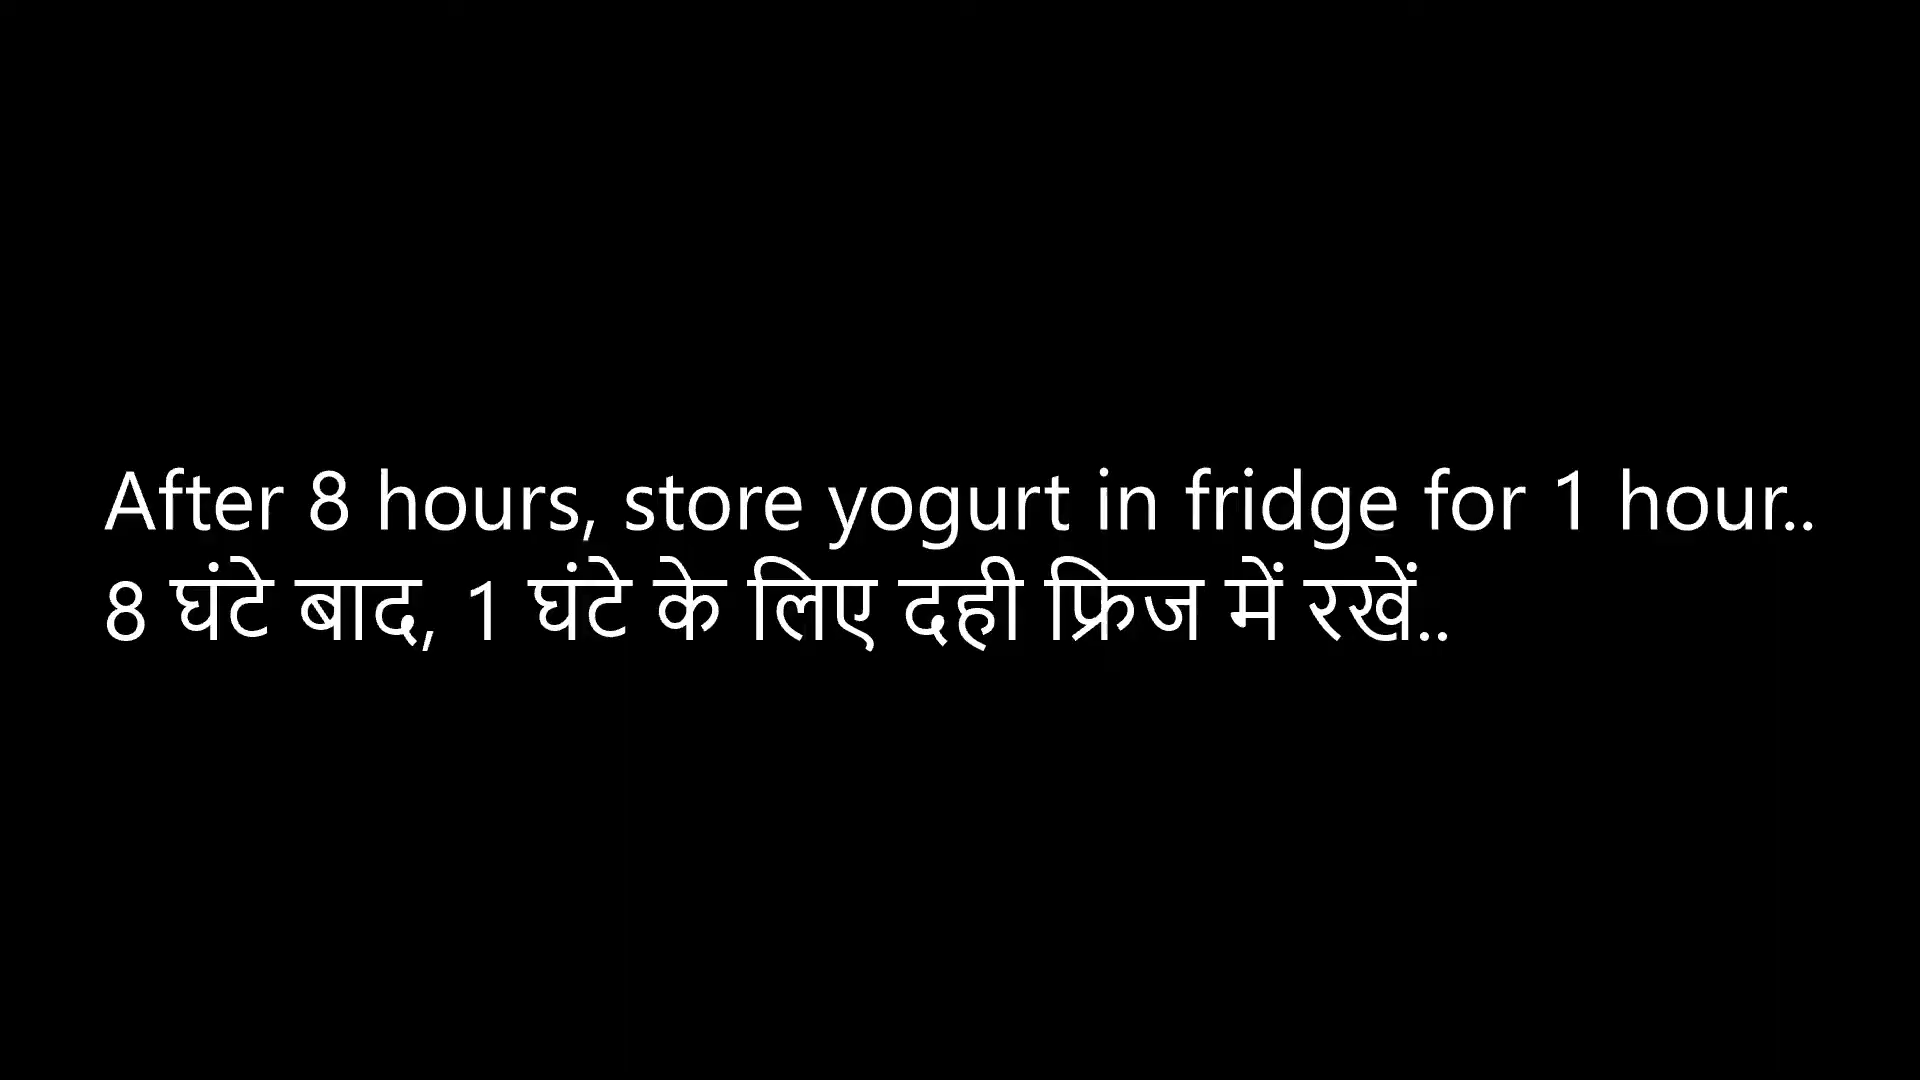 After 8 hours, store yogurt in fridge for 1 hour..
8 घंटे बाद, 1 घंटे के लिए दही फ्रिज में रखें..